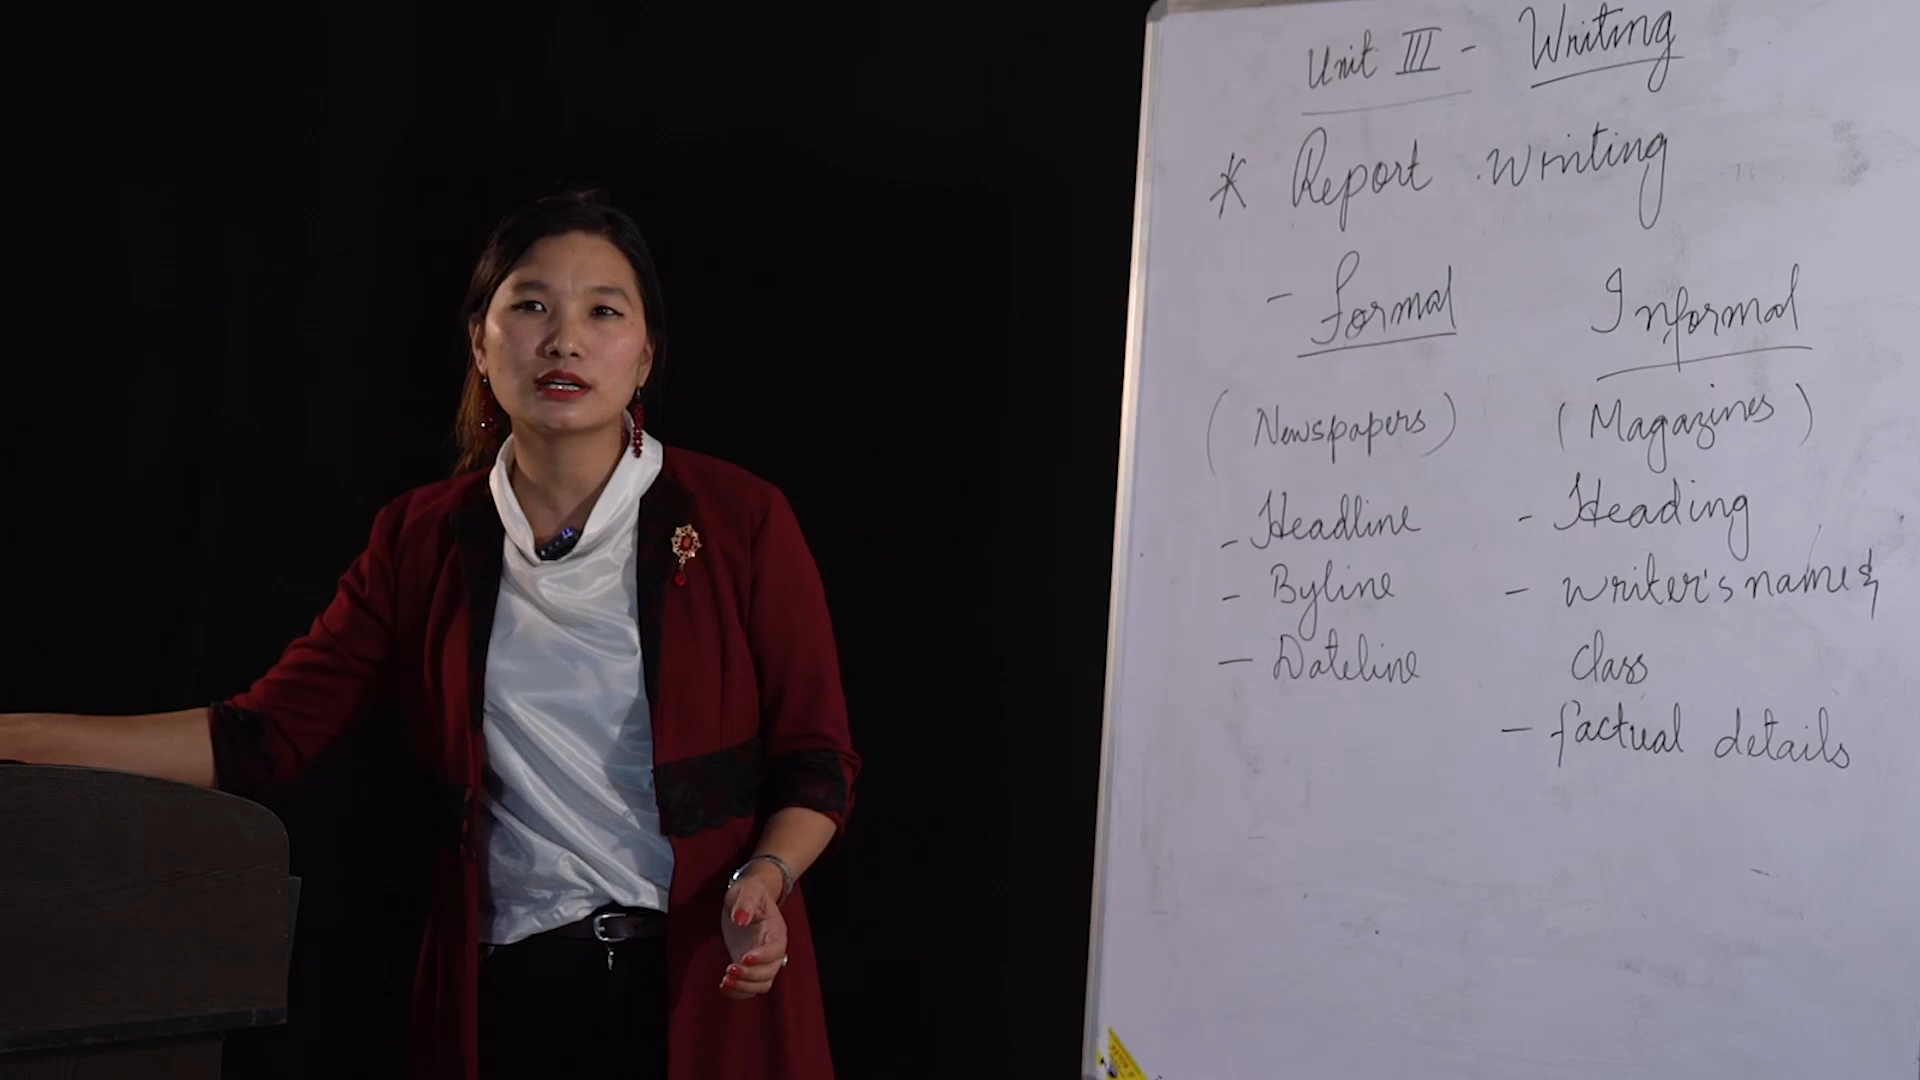 Unit III - Writing
* Report writing
- Formal Informal
(Newspapers) (Magazines)
- Headline - Heading
- Byline - writer's name &
- Dateline class
- factual details